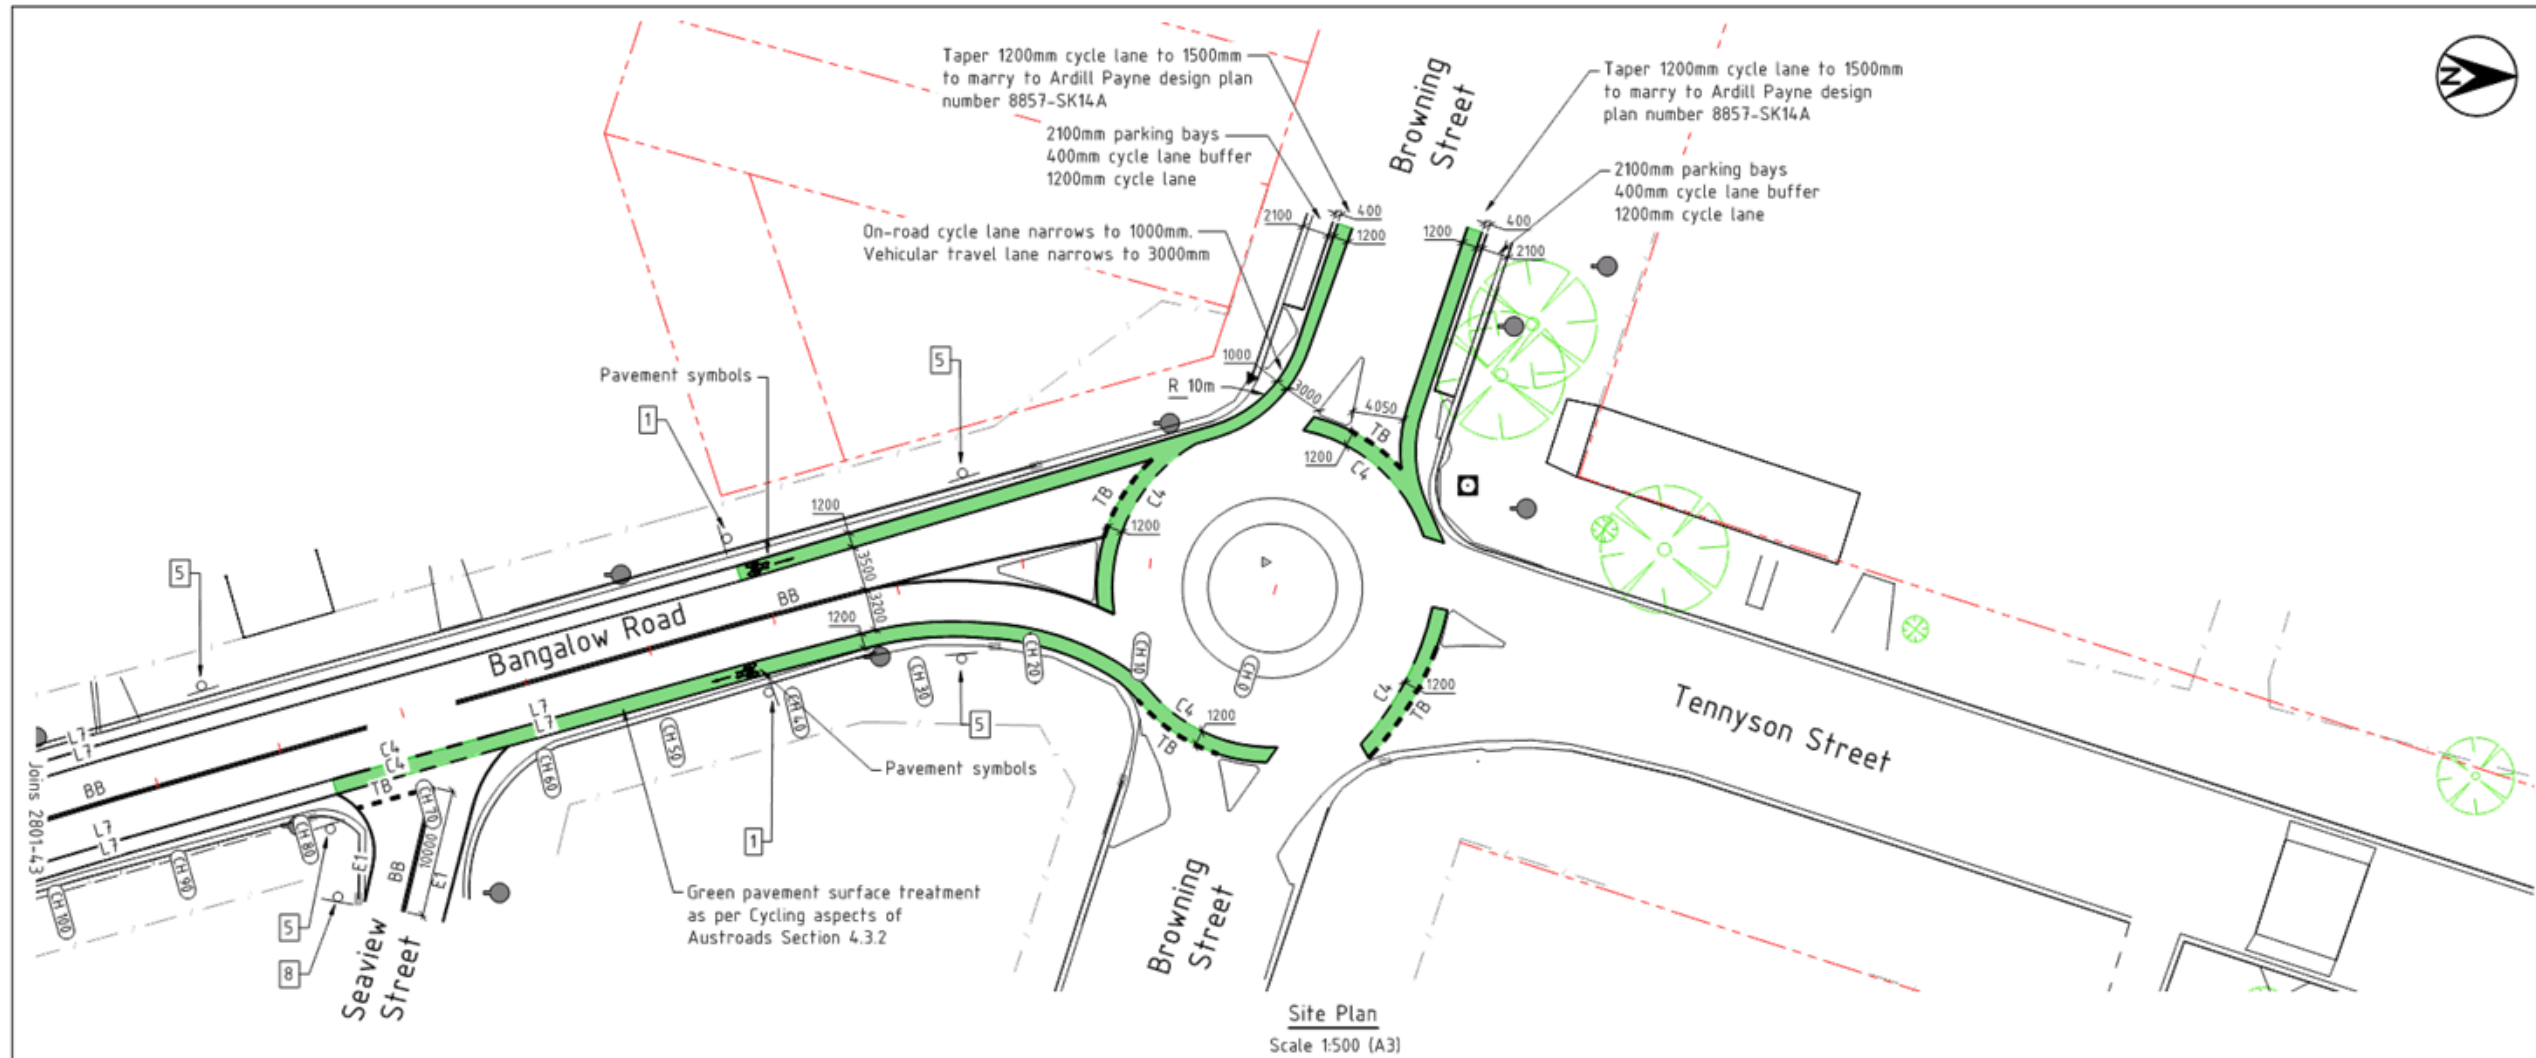 Taper 1200mm cycle lane to 1500mm
to marry to Ardill Payne design plan
number 8857-SK14A
2100mm parking bays
400mm cycle lane buffer
1200mm cycle lane
On-road cycle lane narrows to 1000mm.
Vehicular travel lane narrows to 3000mm
Browning
Street
Taper 1200mm cycle lane to 1500mm
to marry to Ardill Payne design
plan number 8857-SK14A
2100mm parking bays
400mm cycle lane buffer
1200mm cycle lane
N
2100
400
1200
1200
400
2100
1000
R 10m
3000
4050
TB
C4
1200
Pavement symbols
5
1
5
1200
3500
3200
1200
TB
C4
1200
BB
Bangalow Road
L7
L7
BB
L7
L7
C4
C4
TB
L7
L7
Joins 2801-43
CH 0
CH 10
CH 20
CH 30
CH 40
CH 50
CH 60
CH 70
CH 80
CH 90
CH 100
10000
E1
BB
E1
5
8
1
5
Pavement symbols
Green pavement surface treatment
as per Cycling aspects of
Austroads Section 4.3.2
Seaview
Street
C4
1200
TB
C4
1200
TB
Tennyson Street
Browning
Street
Site Plan
Scale 1:500 (A3)